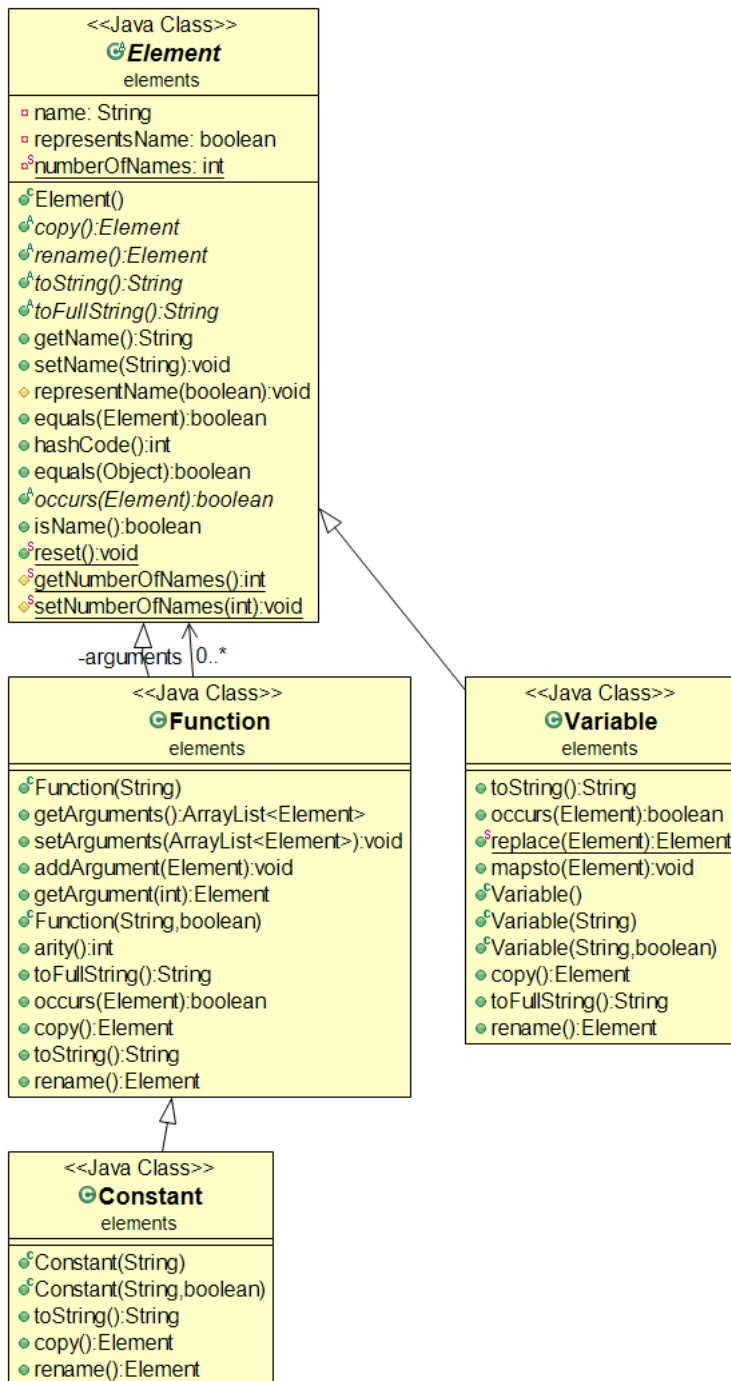 <<Java Class>>
Element
elements
name: String
representsName: boolean
numberOfNames: int
Element()
copy():Element
rename():Element
toString():String
toFullString():String
getName():String
setName(String):void
representName(boolean):void
equals(Element):boolean
hashCode():int
equals(Object):boolean
occurs(Element):boolean
isName():boolean
reset():void
getNumberOfNames():int
setNumberOfNames(int):void
-arguments 0..*
<<Java Class>>
Function
elements
Function(String)
getArguments():ArrayList<Element>
setArguments(ArrayList<Element>):void
addArgument(Element):void
getArgument(int):Element
Function(String,boolean)
arity():int
toFullString():String
occurs(Element):boolean
copy():Element
toString():String
rename():Element
<<Java Class>>
Variable
elements
toString():String
occurs(Element):boolean
replace(Element):Element
mapsto(Element):void
Variable()
Variable(String)
Variable(String,boolean)
copy():Element
toFullString():String
rename():Element
<<Java Class>>
Constant
elements
Constant(String)
Constant(String,boolean)
toString():String
copy():Element
rename():Element